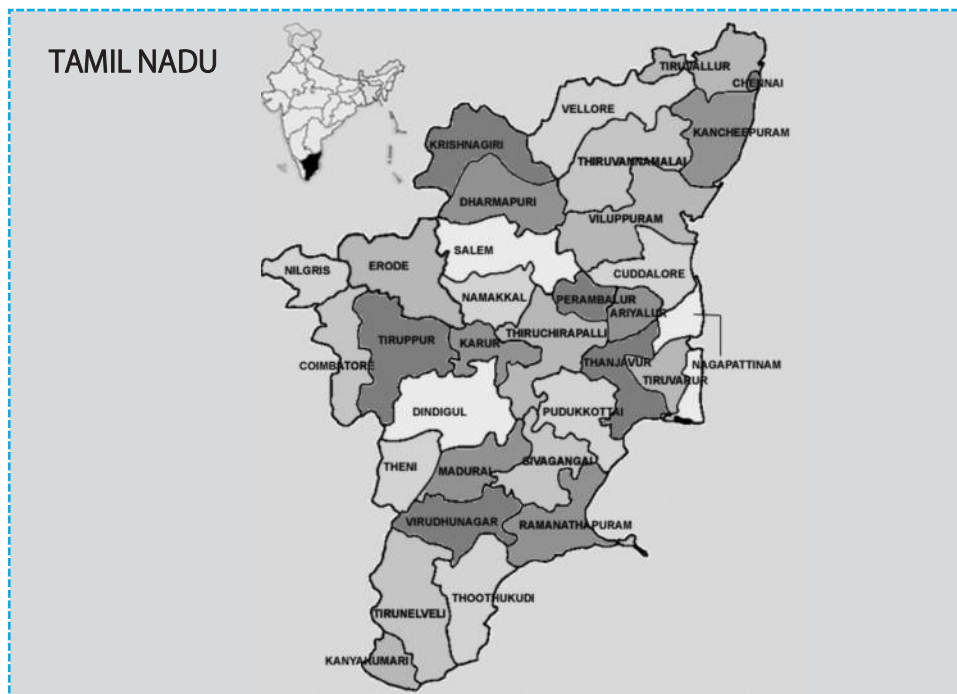 TAMIL NADU
TIRUVALLUR
CHENNAI
VELLORE
KANCHEEPURAM
KRISHNAGIRI
THIRUVANNAMALAI
DHARMAPURI
VILUPPURAM
SALEM
NILGRIS
ERODE
CUDDALORE
NAMAKKAL
PERAMBALUR
ARIYALUR
THIRUCHIRAPALLI
TIRUPPUR
KARUR
COIMBATORE
THANJAVUR
NAGAPATTINAM
TIRUVARUR
DINDIGUL
PUDUKKOTTAI
THENI
MADURAI
SIVAGANGAI
VIRUDHUNAGAR
RAMANATHAPURAM
THOOTHUKUDI
TIRUNELVELI
KANYAKUMARI